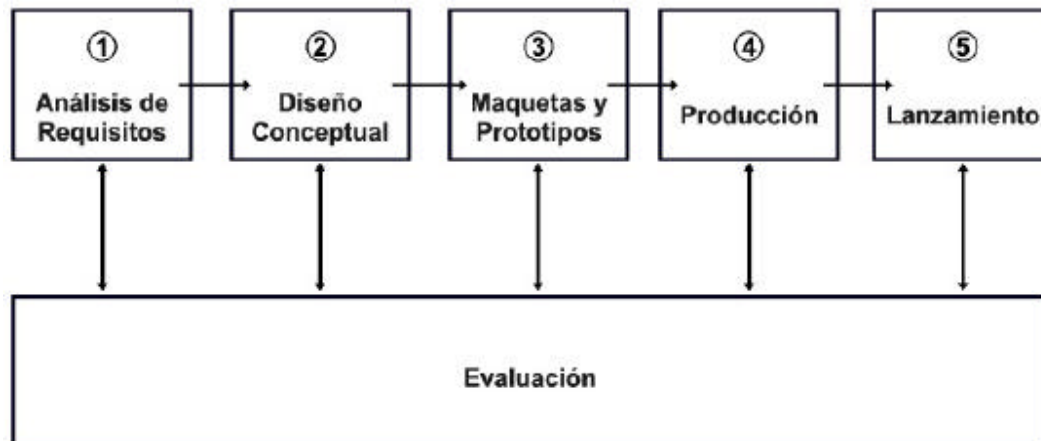 ①
Análisis de
Requisitos
②
Diseño
Conceptual
③
Maquetas y
Prototipos
④
Producción
⑤
Lanzamiento
Evaluación